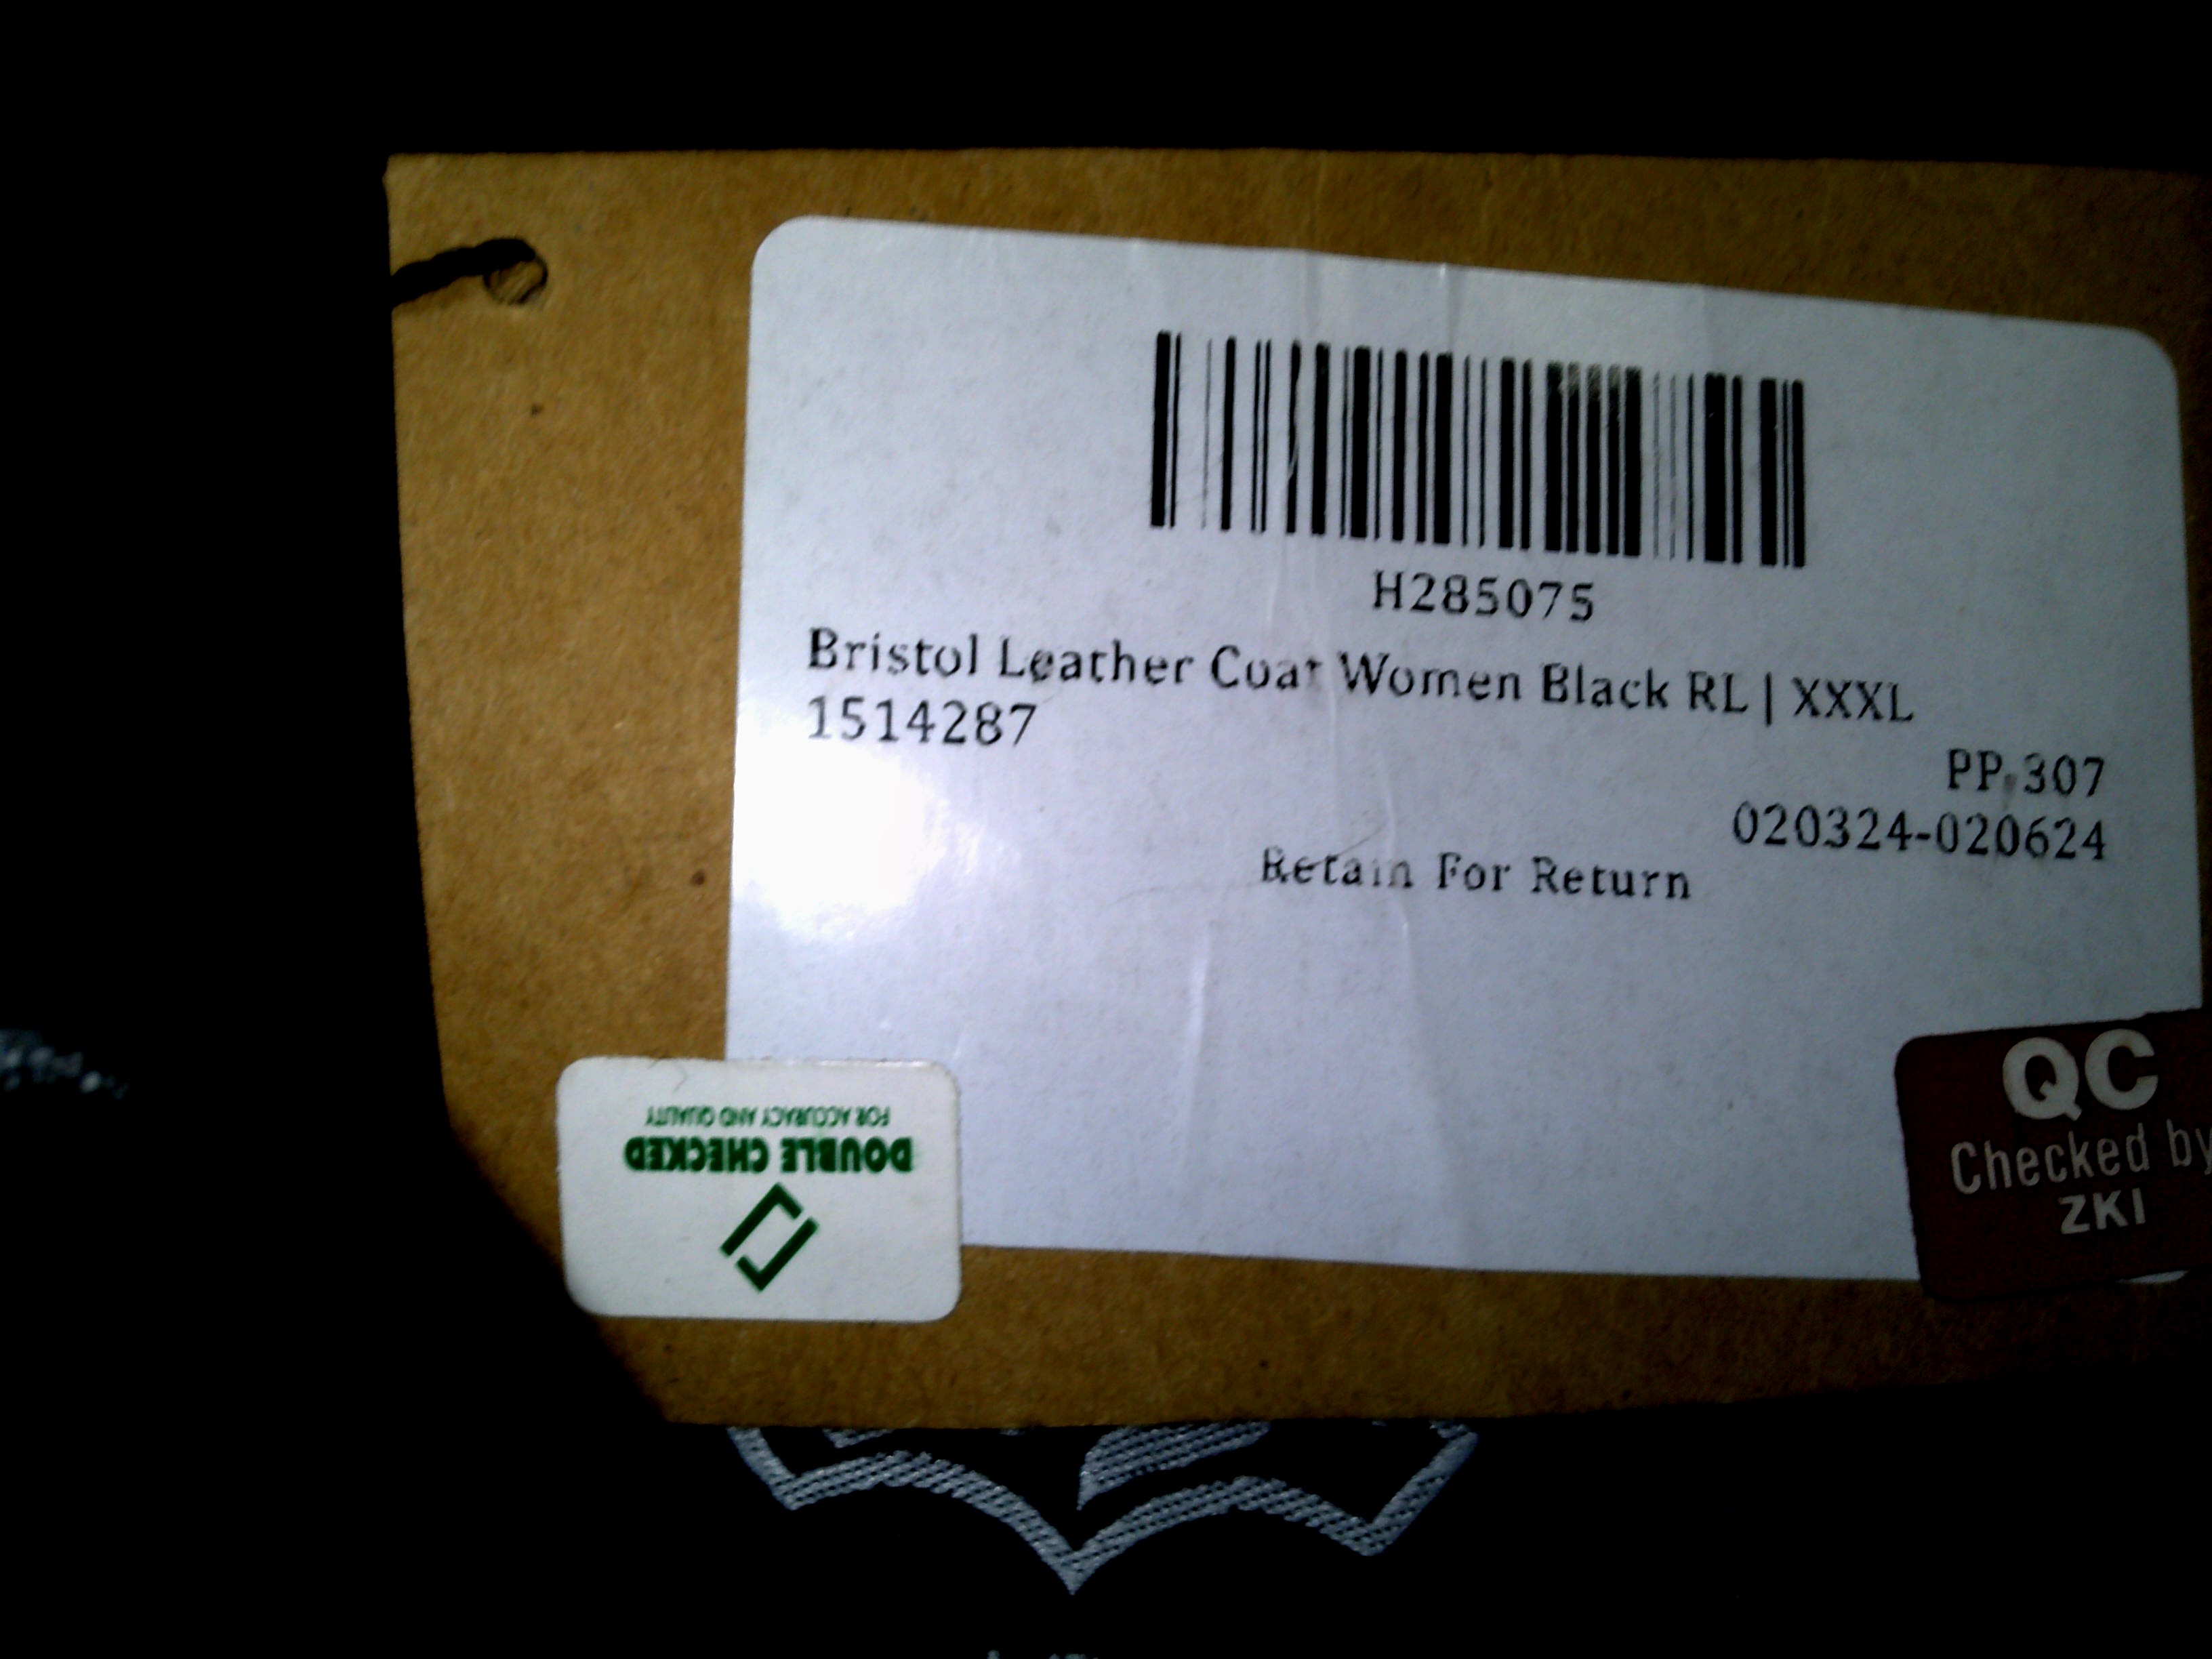 H285075
Bristol Leather Coat Women Black RL | XXXL
1514287
PP-307
020324-020624
Retain For Return
DOUBLE CHECKED
FOR ACCURACY AND QUALITY
QC
Checked by
ZKI